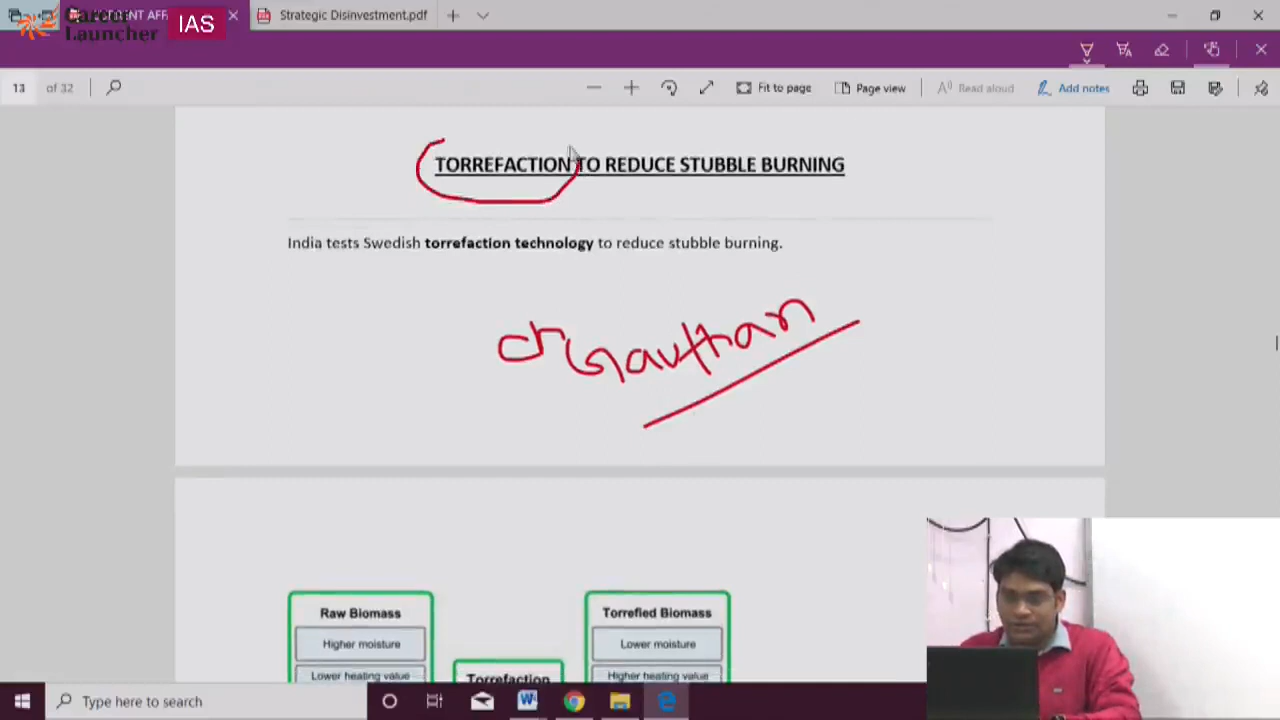 Career Launcher IAS
Strategic Disinvestment.pdf
13 of 32
Fit to page
Page view
Read aloud
Add notes
TORREFACTION TO REDUCE STUBBLE BURNING
India tests Swedish torrefaction technology to reduce stubble burning.
Raw Biomass
Higher moisture
Lower heating value
Torrefaction
Torrefied Biomass
Lower moisture
Higher heating value
Type here to search